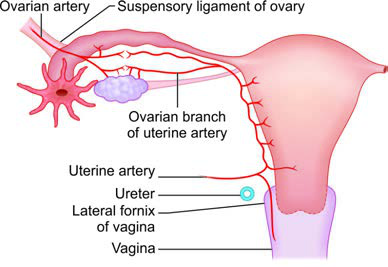 Ovarian artery
Suspensory ligament of ovary
Ovarian branch
of uterine artery
Uterine artery
Ureter
Lateral fornix
of vagina
Vagina